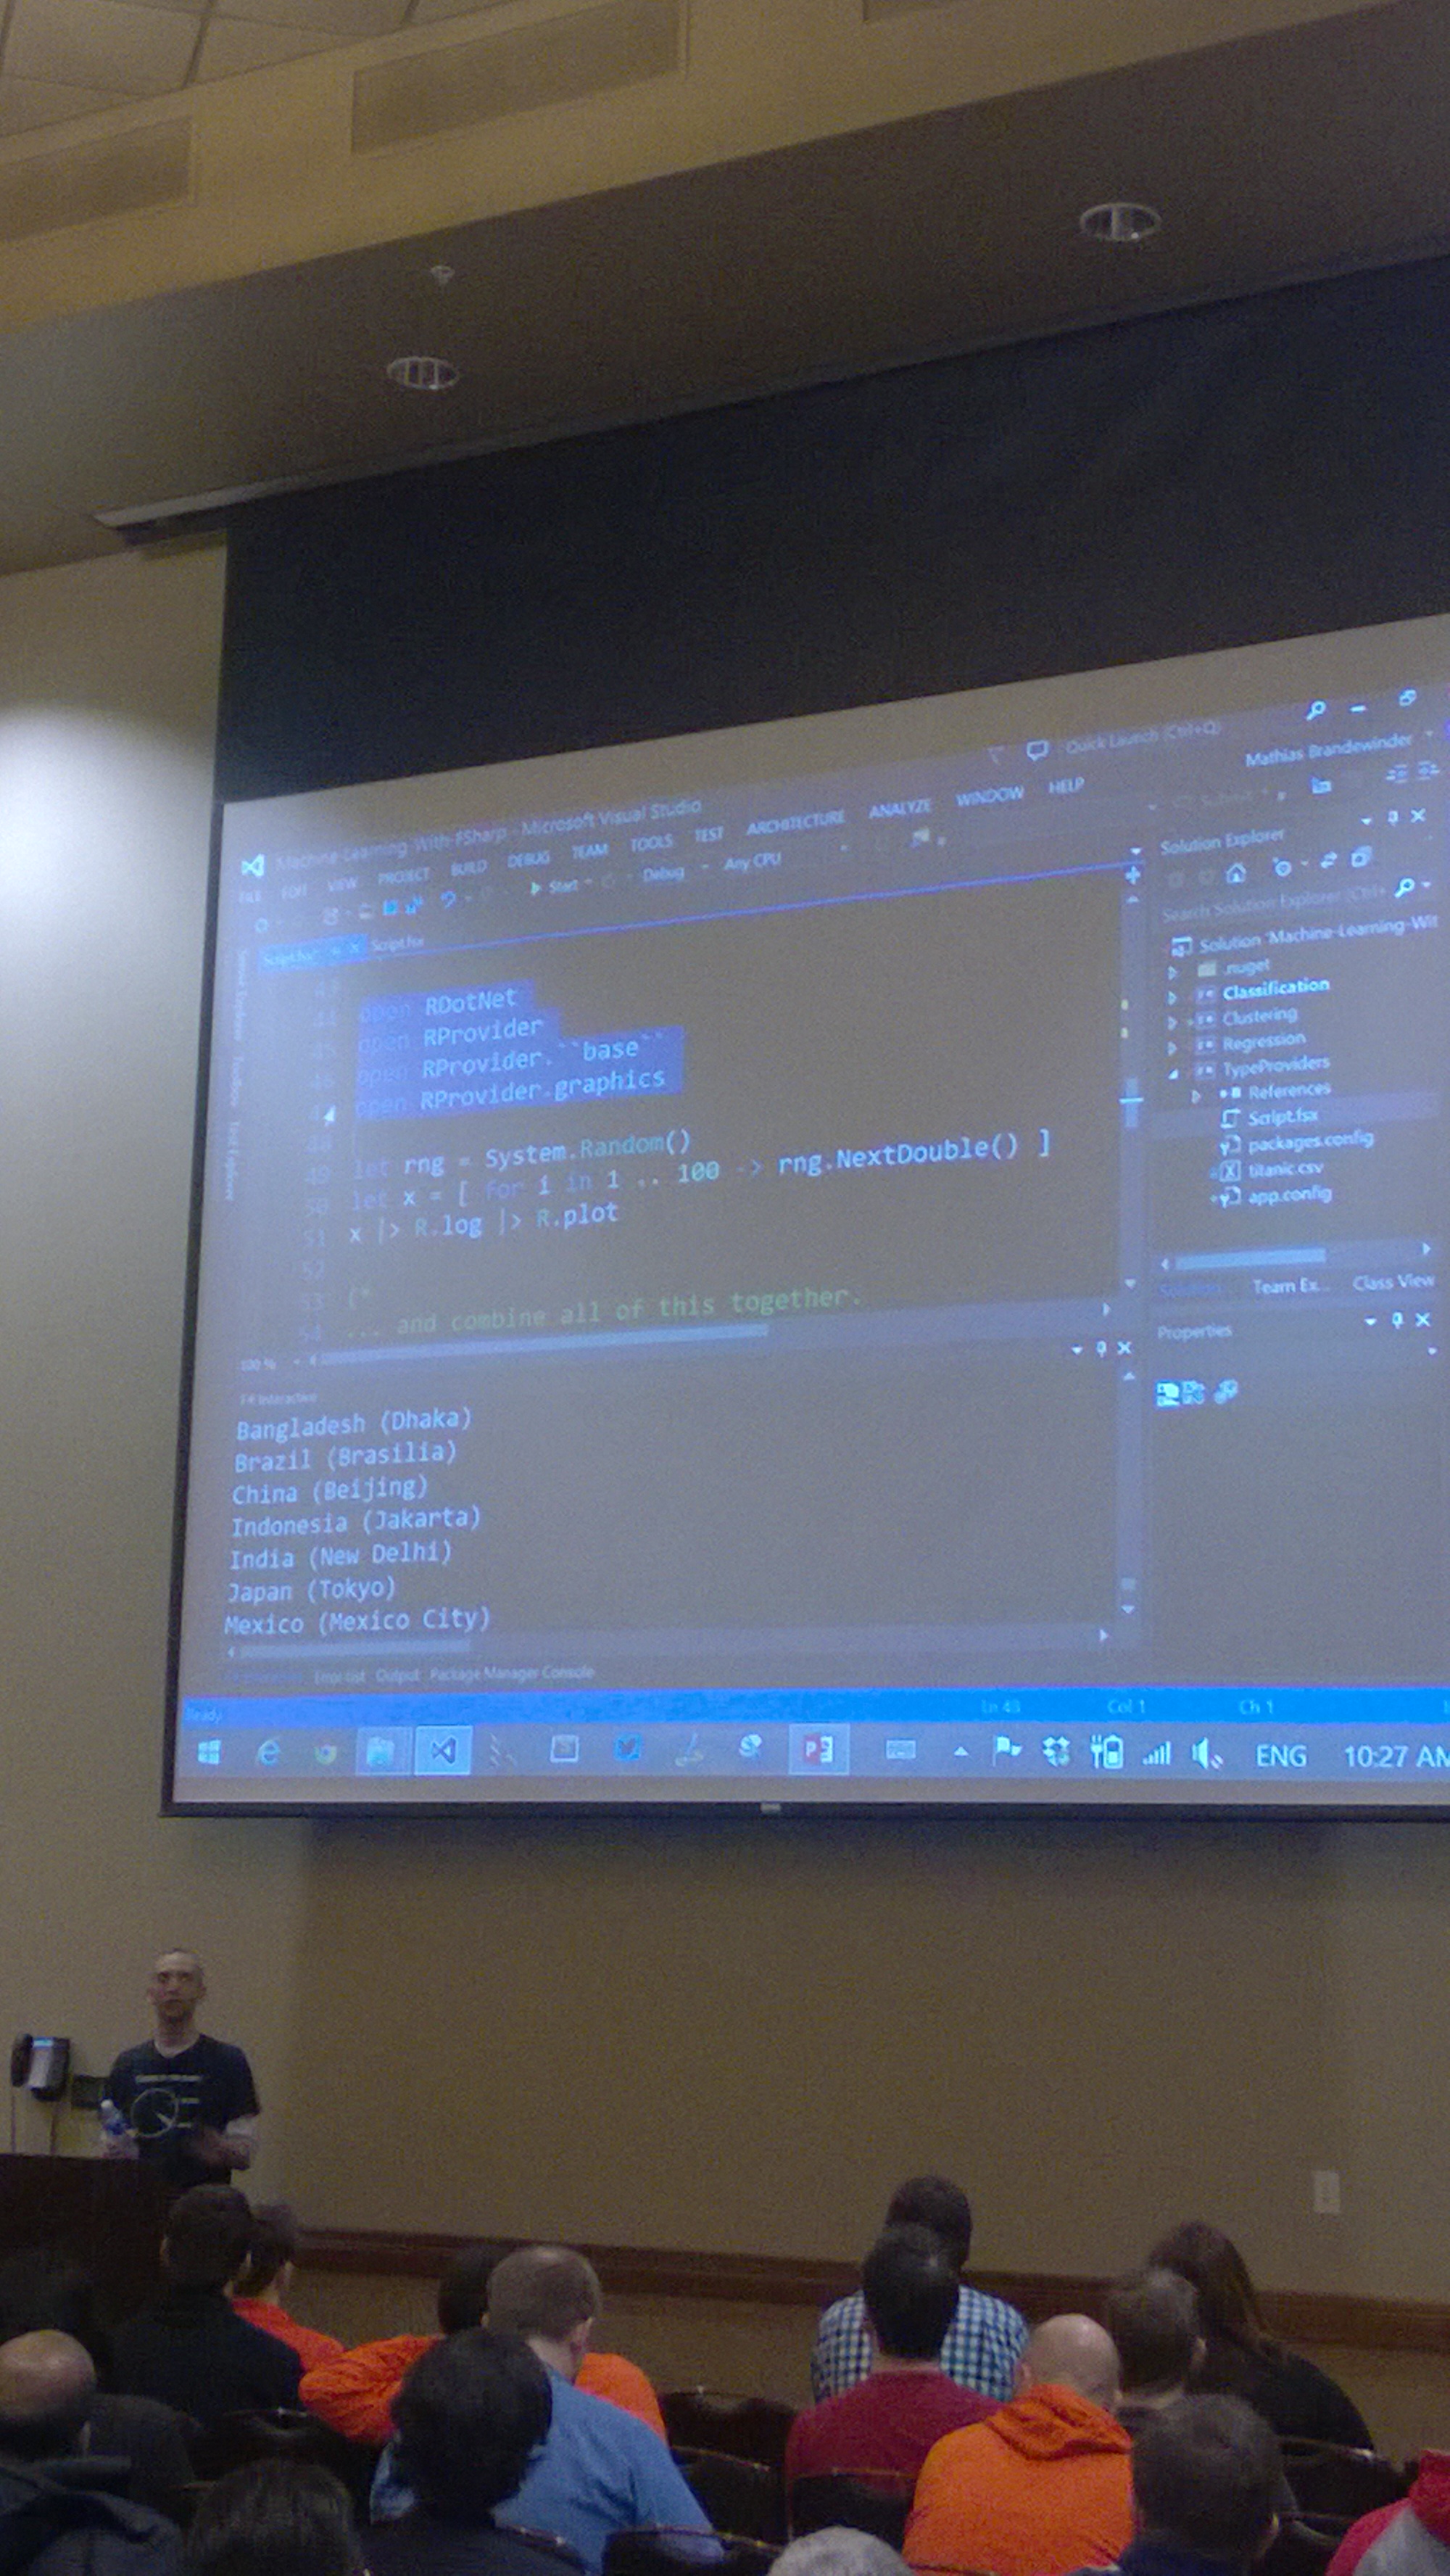 Quick Launch (Ctrl+Q)
Machine-Learning-With-FSharp - Microsoft Visual Studio
Mathias Brandewinder
FILE EDIT VIEW PROJECT BUILD DEBUG TEAM TOOLS TEST ARCHITECTURE ANALYZE WINDOW HELP
Start Debug Any CPU
Script.fsx Script.fsx
43
44 open RDotNet
45 open RProvider
46 open RProvider.``base``
47 open RProvider.graphics
48
49 let rng = System.Random()
50 let x = [ for i in 1 .. 100 -> rng.NextDouble() ]
51 x |> R.log |> R.plot
52
53 (*
54 ... and combine all of this together.
100 %
F# Interactive
Bangladesh (Dhaka)
Brazil (Brasilia)
China (Beijing)
Indonesia (Jakarta)
India (New Delhi)
Japan (Tokyo)
Mexico (Mexico City)
Error List Output Package Manager Console
Solution Explorer
Search Solution Explorer (Ctrl+
Solution 'Machine-Learning-Wit
.nuget
Classification
Clustering
Regression
TypeProviders
References
Script.fsx
packages.config
titanic.csv
app.config
Solution Team Ex... Class View
Properties
Ready Ln 48 Col 1 Ch 1
ENG 10:27 AM